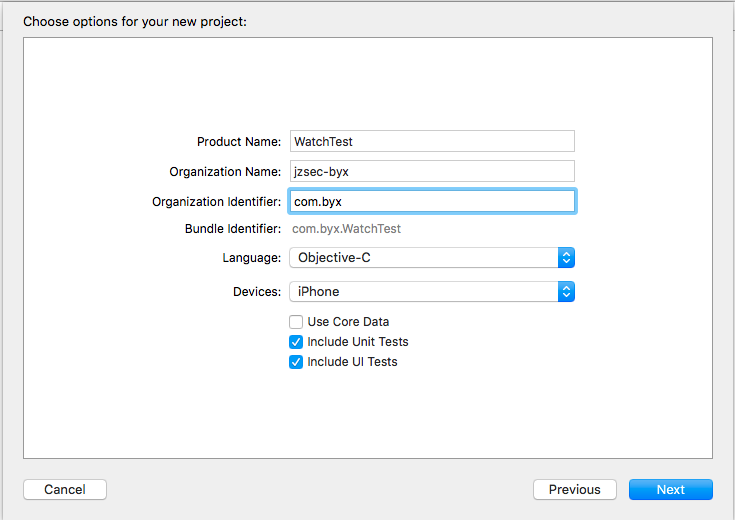 Choose options for your new project:
Product Name: WatchTest
Organization Name: jzsec-byx
Organization Identifier: com.byx
Bundle Identifier: com.byx.WatchTest
Language: Objective-C
Devices: iPhone
Use Core Data
Include Unit Tests
Include UI Tests
Cancel Previous Next